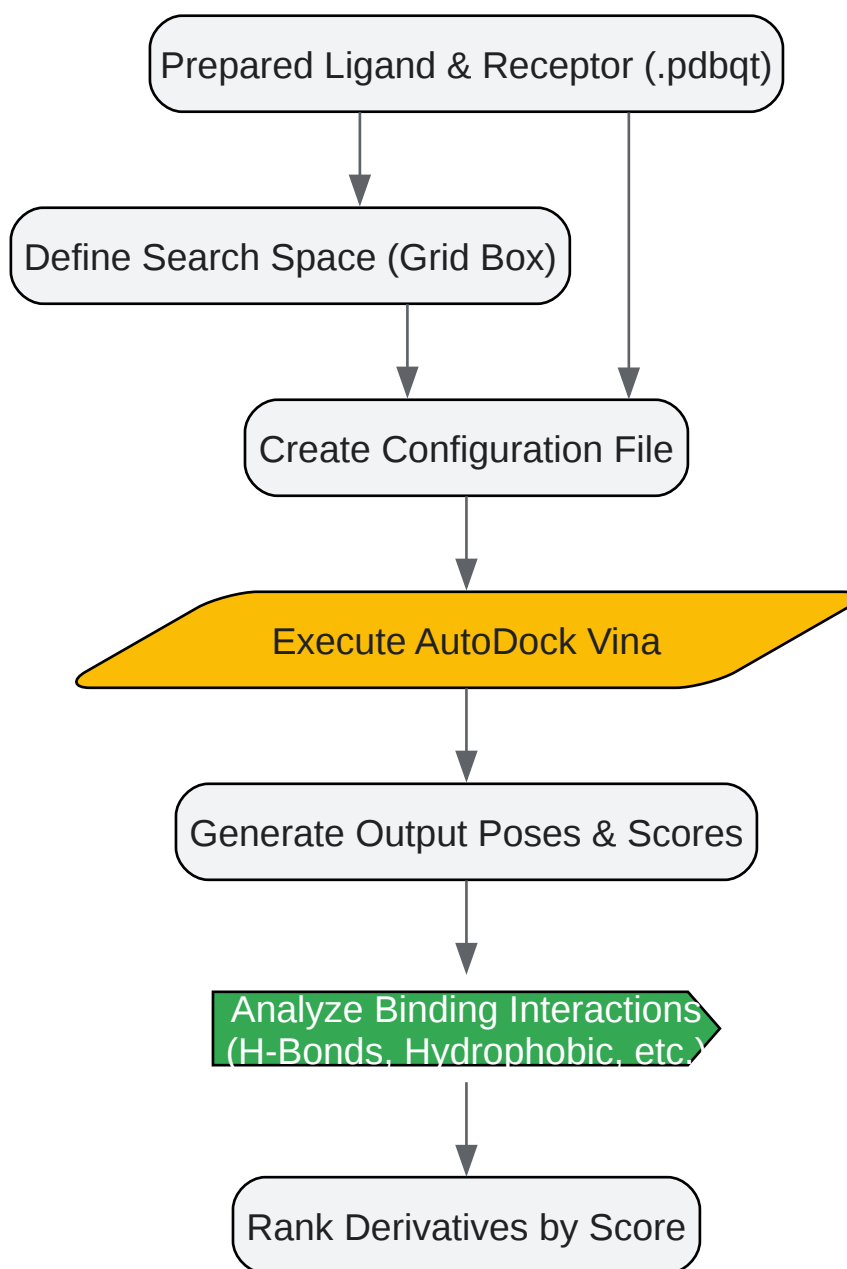 Prepared Ligand & Receptor (.pdbqt)
Define Search Space (Grid Box)
Create Configuration File
Execute AutoDock Vina
Generate Output Poses & Scores
Analyze Binding Interactions
(H-Bonds, Hydrophobic, etc.)
Rank Derivatives by Score